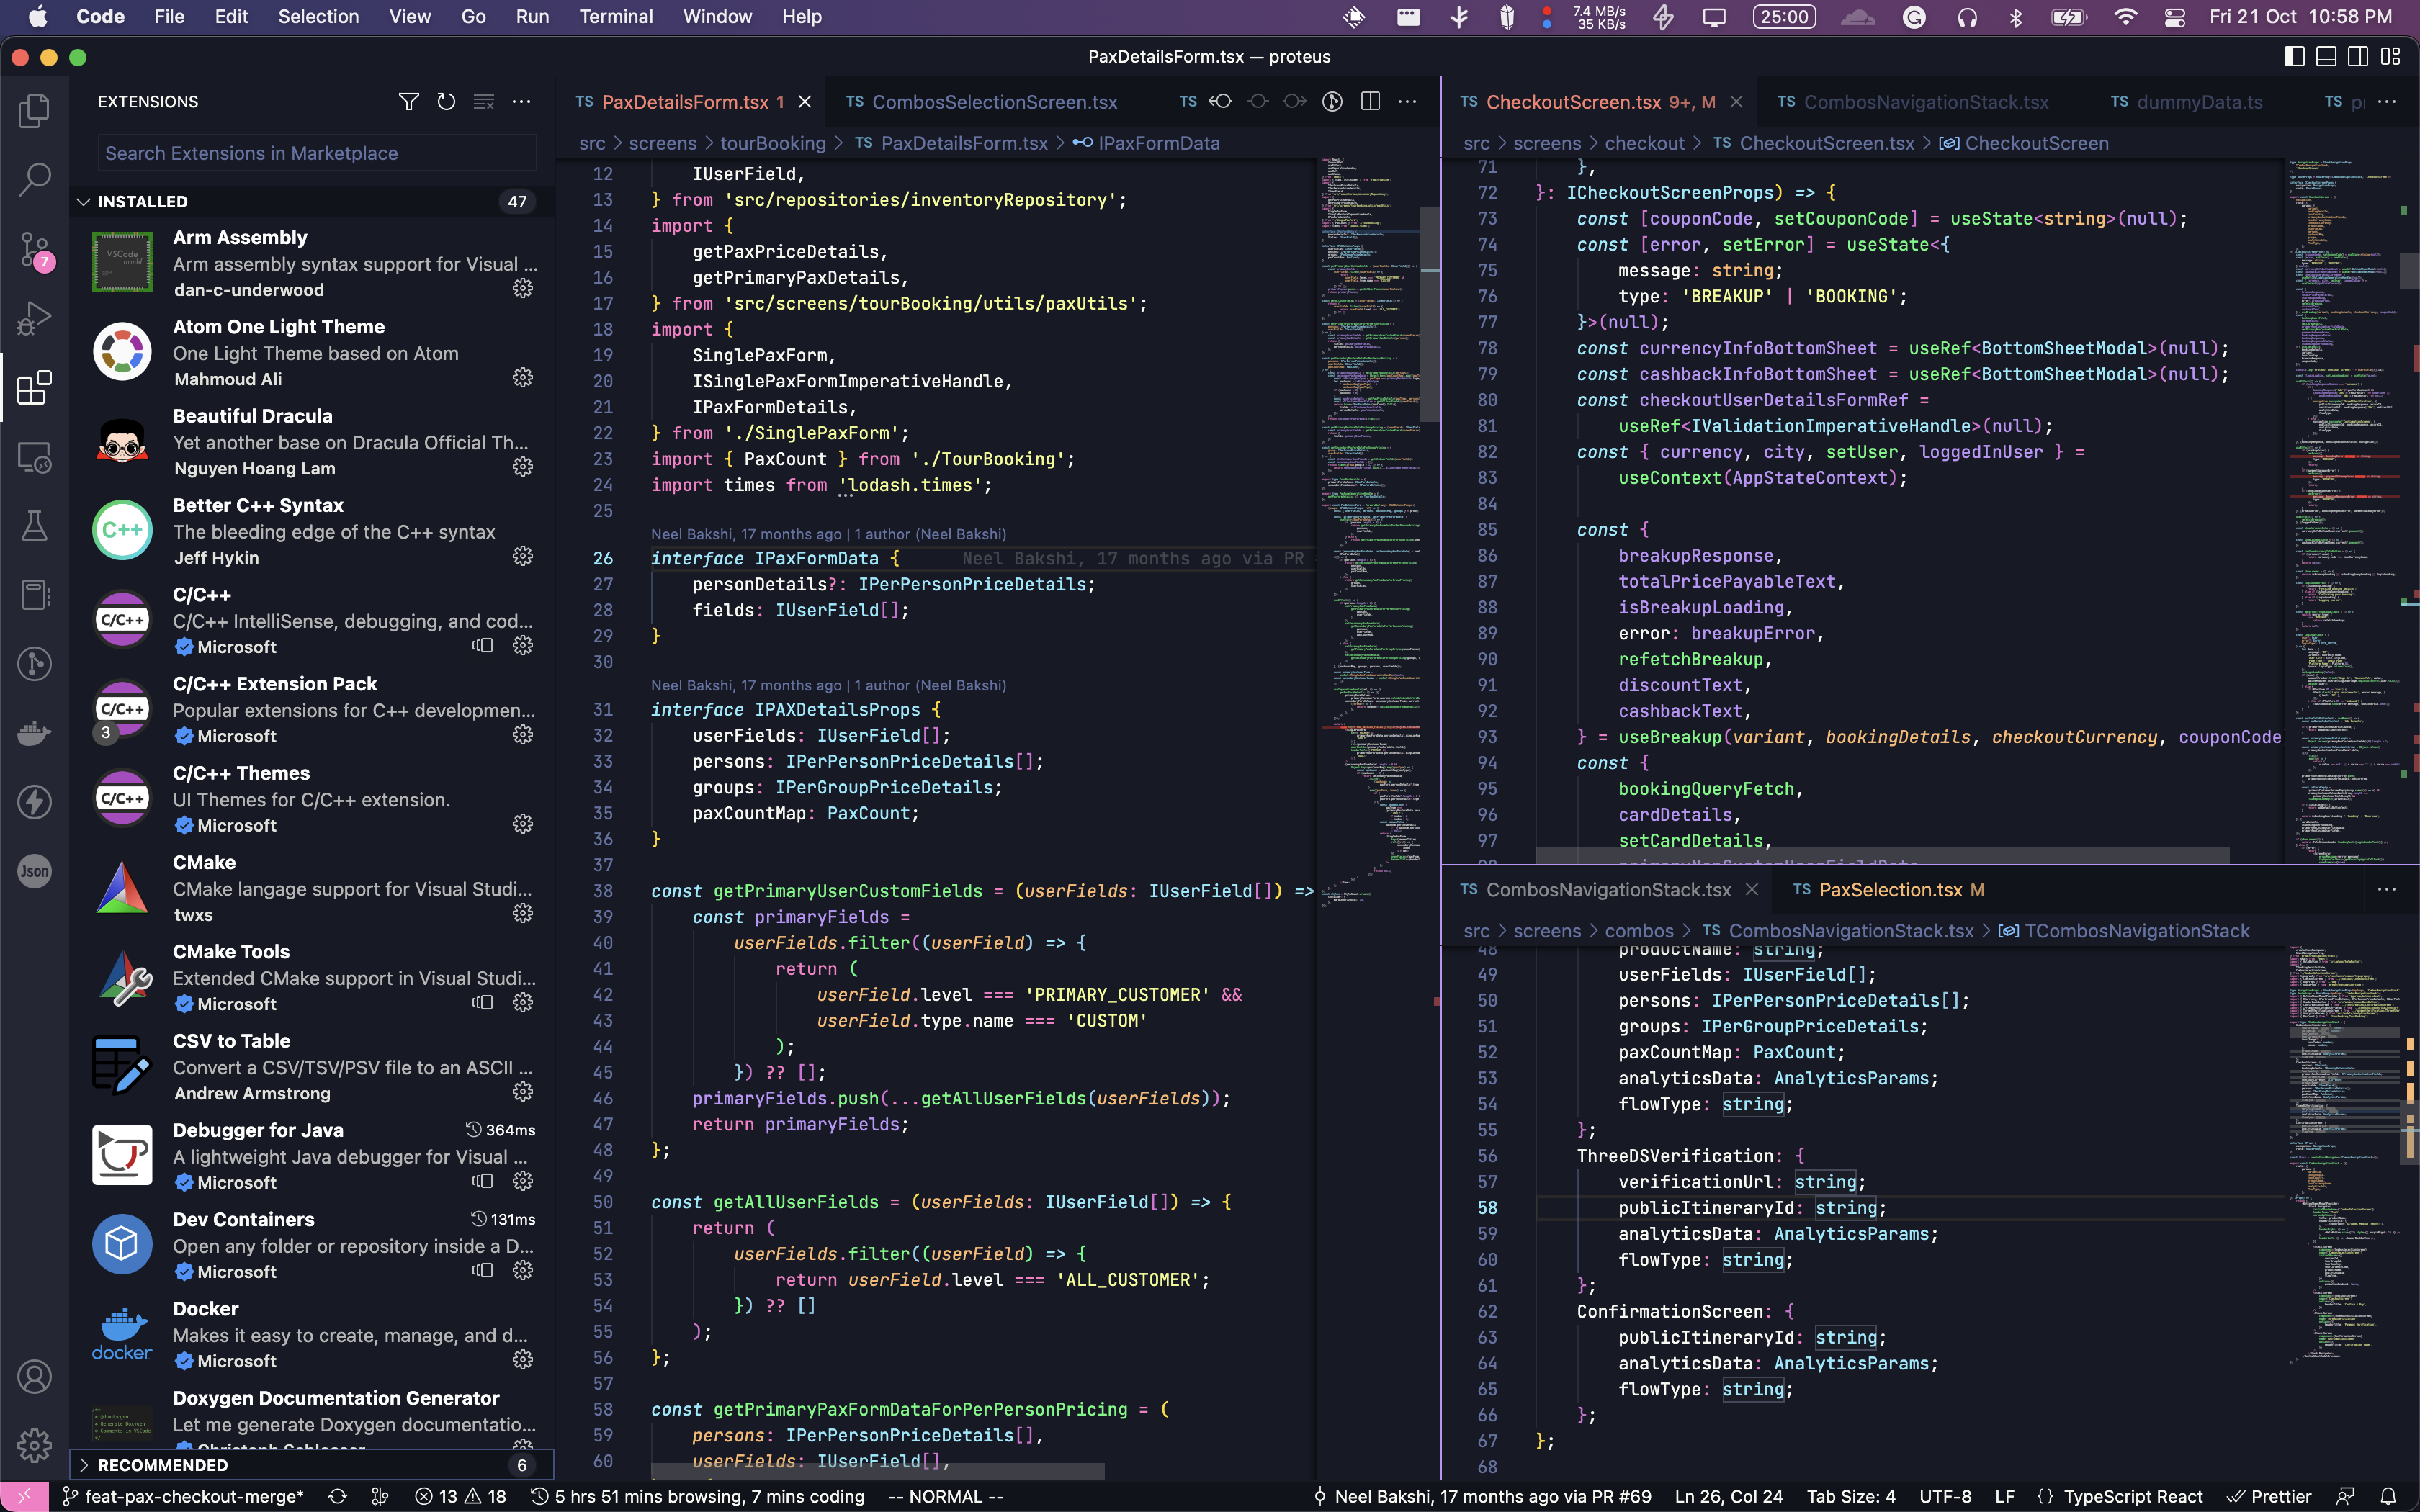 Code File Edit Selection View Go Run Terminal Window Help
7.4 MB/s
35 KB/s
25:00
Fri 21 Oct 10:58 PM
PaxDetailsForm.tsx — proteus
EXTENSIONS
Search Extensions in Marketplace
INSTALLED 47
VSCode
armhf
Arm Assembly
Arm assembly syntax support for Visual ...
dan-c-underwood
Atom One Light Theme
One Light Theme based on Atom
Mahmoud Ali
Beautiful Dracula
Yet another base on Dracula Official Th...
Nguyen Hoang Lam
C++
Better C++ Syntax
The bleeding edge of the C++ syntax
Jeff Hykin
C/C++
C/C++
C/C++ IntelliSense, debugging, and cod...
Microsoft
C/C++
3
C/C++ Extension Pack
Popular extensions for C++ developmen...
Microsoft
C/C++
C/C++ Themes
UI Themes for C/C++ extension.
Microsoft
CMake
CMake langage support for Visual Studi...
twxs
CMake Tools
Extended CMake support in Visual Studi...
Microsoft
CSV to Table
Convert a CSV/TSV/PSV file to an ASCII ...
Andrew Armstrong
Debugger for Java 364ms
A lightweight Java debugger for Visual ...
Microsoft
Dev Containers 131ms
Open any folder or repository inside a D...
Microsoft
docker
Docker
Makes it easy to create, manage, and d...
Microsoft
Doxygen Documentation Generator
Let me generate Doxygen documentatio...
Christoph Schlosser
RECOMMENDED 6
7
Json
TS PaxDetailsForm.tsx 1
TS CombosSelectionScreen.tsx
TS
src > screens > tourBooking > TS PaxDetailsForm.tsx > IPaxFormData
12 IUserField,
13 } from 'src/repositories/inventoryRepository';
14 import {
15 getPaxPriceDetails,
16 getPrimaryPaxDetails,
17 } from 'src/screens/tourBooking/utils/paxUtils';
18 import {
19 SinglePaxForm,
20 ISinglePaxFormImperativeHandle,
21 IPaxFormDetails,
22 } from './SinglePaxForm';
23 import { PaxCount } from './TourBooking';
24 import times from 'lodash.times';
25
Neel Bakshi, 17 months ago | 1 author (Neel Bakshi)
26 interface IPaxFormData { Neel Bakshi, 17 months ago via PR
27 personDetails?: IPerPersonPriceDetails;
28 fields: IUserField[];
29 }
30
Neel Bakshi, 17 months ago | 1 author (Neel Bakshi)
31 interface IPAXDetailsProps {
32 userFields: IUserField[];
33 persons: IPerPersonPriceDetails[];
34 groups: IPerGroupPriceDetails;
35 paxCountMap: PaxCount;
36 }
37
38 const getPrimaryUserCustomFields = (userFields: IUserField[]) =>
39 const primaryFields =
40 userFields.filter((userField) => {
41 return (
42 userField.level === 'PRIMARY_CUSTOMER' &&
43 userField.type.name === 'CUSTOM'
44 );
45 }) ?? [];
46 primaryFields.push(...getAllUserFields(userFields));
47 return primaryFields;
48 };
49
50 const getAllUserFields = (userFields: IUserField[]) => {
51 return (
52 userFields.filter((userField) => {
53 return userField.level === 'ALL_CUSTOMER';
54 }) ?? []
55 );
56 };
57
58 const getPrimaryPaxFormDataForPerPersonPricing = (
59 persons: IPerPersonPriceDetails[],
60 userFields: IUserField[],
TS CheckoutScreen.tsx 9+, M
TS CombosNavigationStack.tsx
TS dummyData.ts
TS
src > screens > checkout > TS CheckoutScreen.tsx > CheckoutScreen
71 },
72 }: ICheckoutScreenProps) => {
73 const [couponCode, setCouponCode] = useState<string>(null);
74 const [error, setError] = useState<{
75 message: string;
76 type: 'BREAKUP' | 'BOOKING';
77 }>(null);
78 const currencyInfoBottomSheet = useRef<BottomSheetModal>(null);
79 const cashbackInfoBottomSheet = useRef<BottomSheetModal>(null);
80 const checkoutUserDetailsFormRef =
81 useRef<IValidationImperativeHandle>(null);
82 const { currency, city, setUser, loggedInUser } =
83 useContext(AppStateContext);
84
85 const {
86 breakupResponse,
87 totalPricePayableText,
88 isBreakupLoading,
89 error: breakupError,
90 refetchBreakup,
91 discountText,
92 cashbackText,
93 } = useBreakup(variant, bookingDetails, checkoutCurrency, couponCode
94 const {
95 bookingQueryFetch,
96 cardDetails,
97 setCardDetails,
TS CombosNavigationStack.tsx
TS PaxSelection.tsx M
src > screens > combos > TS CombosNavigationStack.tsx > TCombosNavigationStack
48 productName: string;
49 userFields: IUserField[];
50 persons: IPerPersonPriceDetails[];
51 groups: IPerGroupPriceDetails;
52 paxCountMap: PaxCount;
53 analyticsData: AnalyticsParams;
54 flowType: string;
55 };
56 ThreeDSVerification: {
57 verificationUrl: string;
58 publicItineraryId: string;
59 analyticsData: AnalyticsParams;
60 flowType: string;
61 };
62 ConfirmationScreen: {
63 publicItineraryId: string;
64 analyticsData: AnalyticsParams;
65 flowType: string;
66 };
67 };
68
feat-pax-checkout-merge* 13 18 5 hrs 51 mins browsing, 7 mins coding -- NORMAL -- Neel Bakshi, 17 months ago via PR #69 Ln 26, Col 24 Tab Size: 4 UTF-8 LF {} TypeScript React Prettier